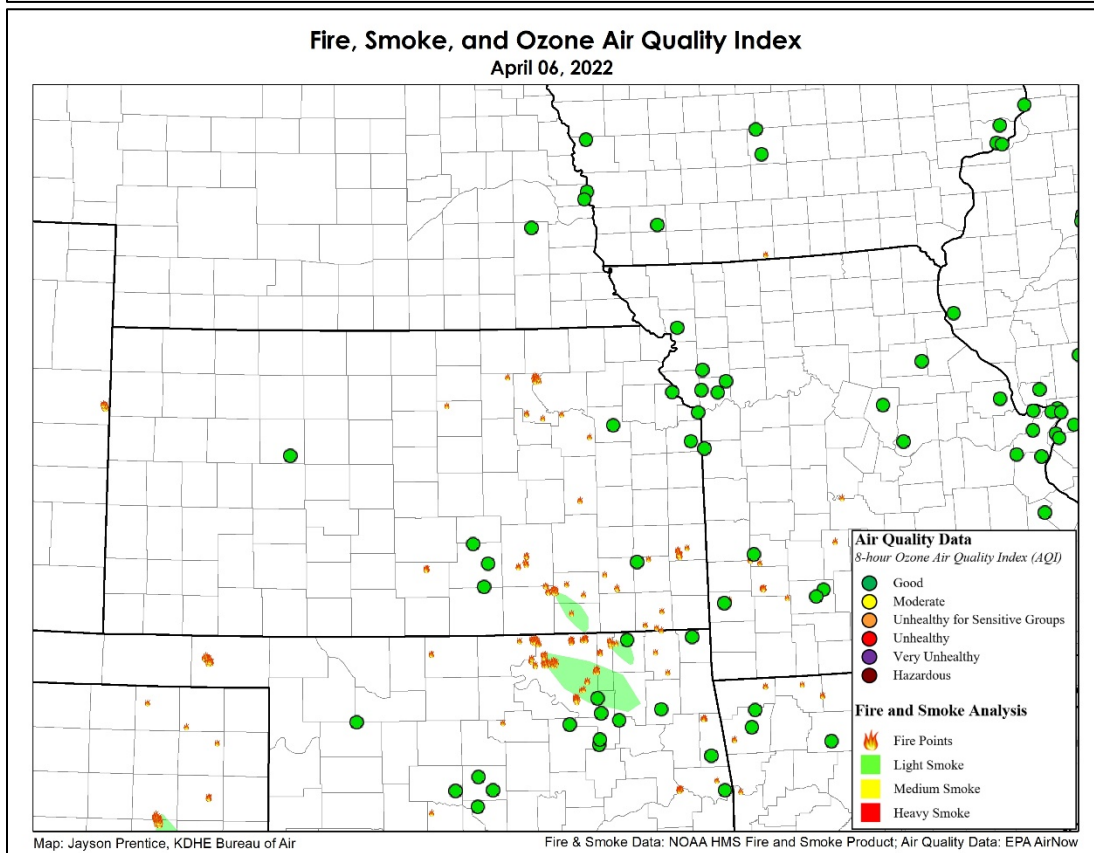 Fire, Smoke, and Ozone Air Quality Index
April 06, 2022
Air Quality Data
8-hour Ozone Air Quality Index (AQI)
Good
Moderate
Unhealthy for Sensitive Groups
Unhealthy
Very Unhealthy
Hazardous
Fire and Smoke Analysis
Fire Points
Light Smoke
Medium Smoke
Heavy Smoke
Map: Jayson Prentice, KDHE Bureau of Air
Fire & Smoke Data: NOAA HMS Fire and Smoke Product; Air Quality Data: EPA AirNow